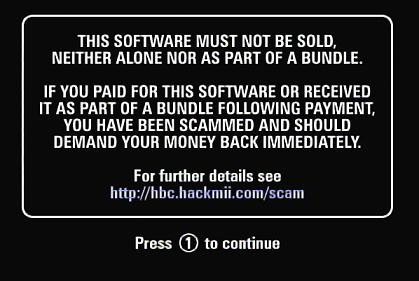 THIS SOFTWARE MUST NOT BE SOLD,
NEITHER ALONE NOR AS PART OF A BUNDLE.
IF YOU PAID FOR THIS SOFTWARE OR RECEIVED
IT AS PART OF A BUNDLE FOLLOWING PAYMENT,
YOU HAVE BEEN SCAMMED AND SHOULD
DEMAND YOUR MONEY BACK IMMEDIATELY.
For further details see
http://hbc.hackmii.com/scam
Press 1 to continue